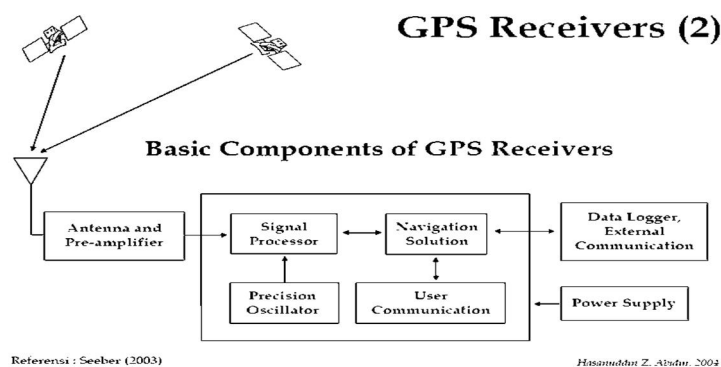 GPS Receivers (2)
Basic Components of GPS Receivers
Antenna and
Pre-amplifier
Signal
Processor
Navigation
Solution
Data Logger,
External
Communication
Precision
Oscillator
User
Communication
Power Supply
Referensi : Seeber (2003)
Hasanuddin Z. Abidin, 2004